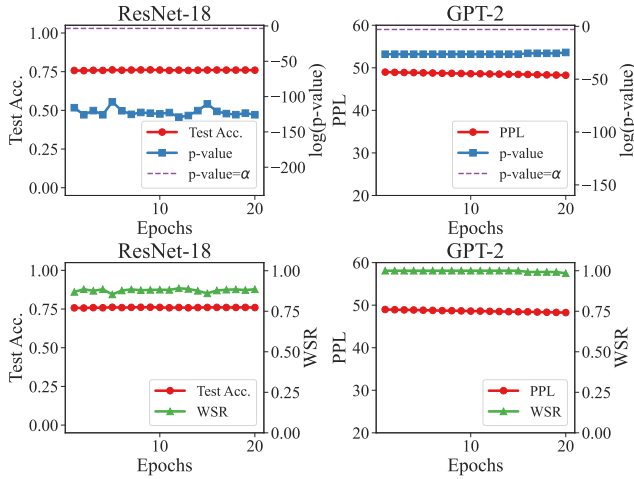 ResNet-18
1.00
0.75
0.50
0.25
0.00
Test Acc.
0
−50
−100
−150
−200
log(p-value)
Test Acc.
p-value
p-value=α
10
20
Epochs
GPT-2
60
50
40
30
20
PPL
0
−50
−100
−150
log(p-value)
PPL
p-value
p-value=α
10
20
Epochs
ResNet-18
1.00
0.75
0.50
0.25
0.00
Test Acc.
1.00
0.75
0.50
0.25
0.00
WSR
Test Acc.
WSR
10
20
Epochs
GPT-2
60
50
40
30
20
PPL
1.00
0.75
0.50
0.25
0.00
WSR
PPL
WSR
10
20
Epochs